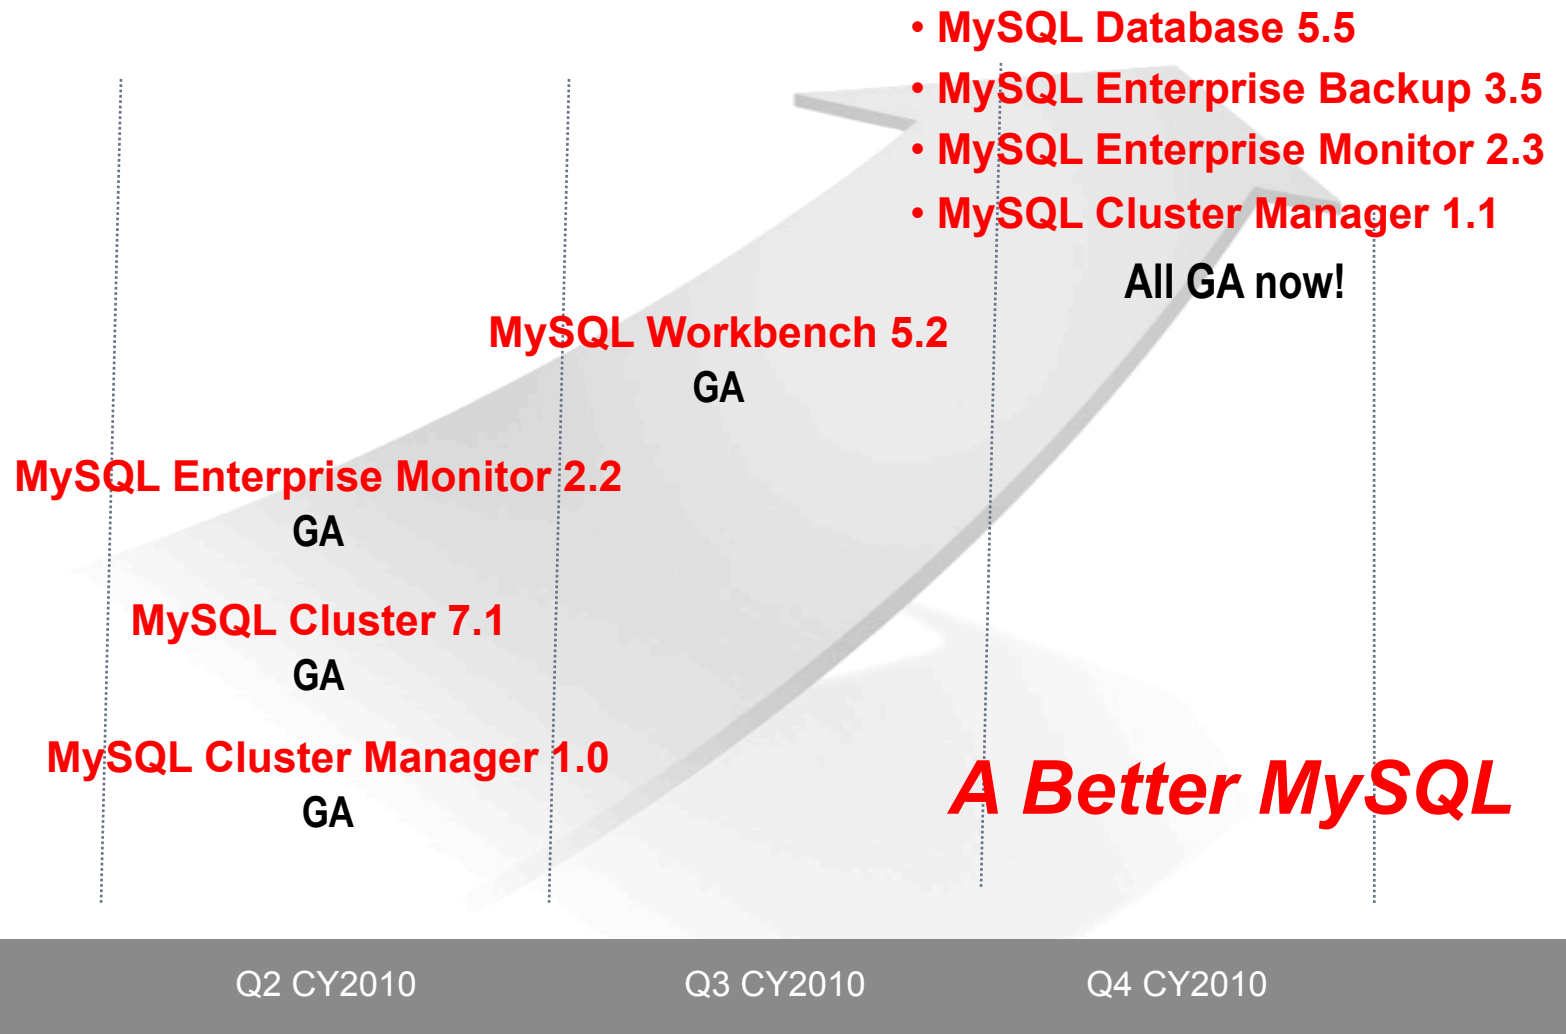 • MySQL Database 5.5
• MySQL Enterprise Backup 3.5
• MySQL Enterprise Monitor 2.3
• MySQL Cluster Manager 1.1
All GA now!
MySQL Workbench 5.2
GA
MySQL Enterprise Monitor 2.2
GA
MySQL Cluster 7.1
GA
MySQL Cluster Manager 1.0
GA
A Better MySQL
Q2 CY2010
Q3 CY2010
Q4 CY2010